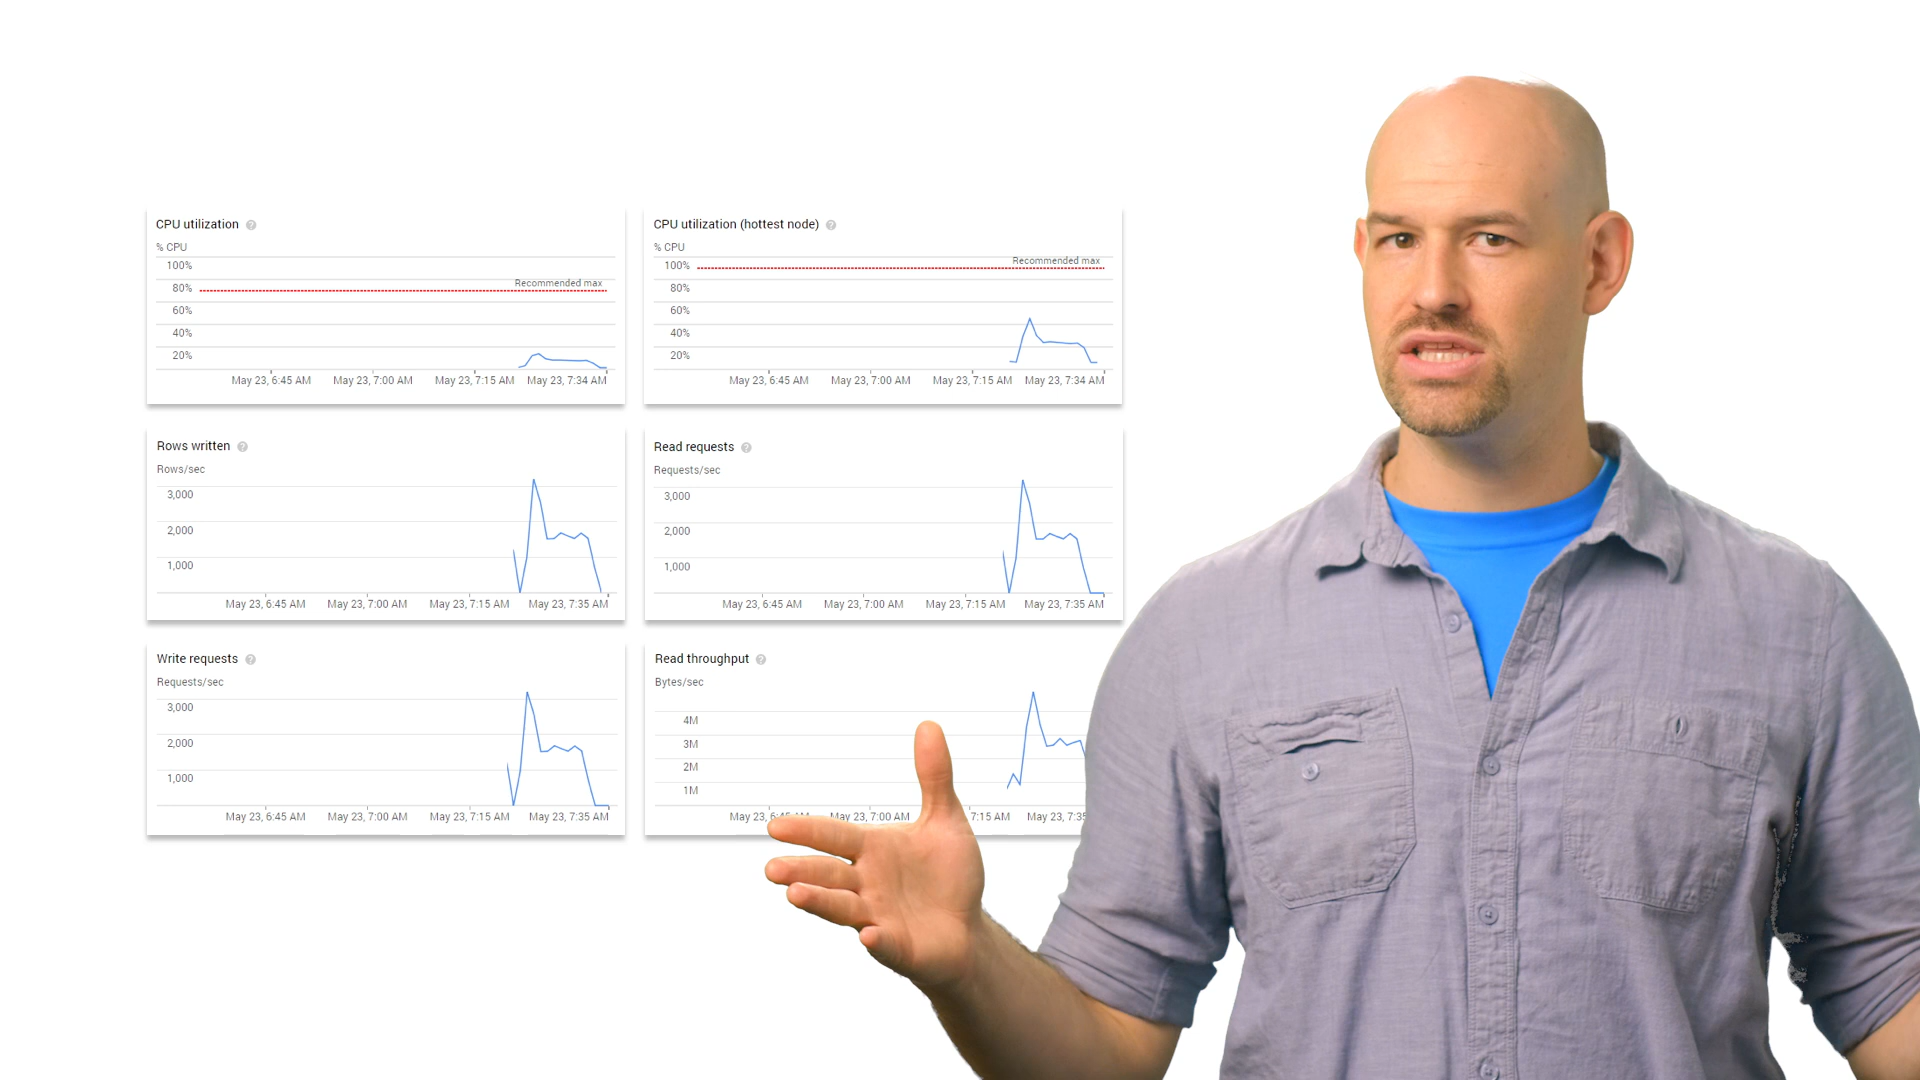 CPU utilization
% CPU
100%
Recommended max
80%
60%
40%
20%
May 23, 6:45 AM May 23, 7:00 AM May 23, 7:15 AM May 23, 7:34 AM
CPU utilization (hottest node)
% CPU
Recommended max
100%
80%
60%
40%
20%
May 23, 6:45 AM May 23, 7:00 AM May 23, 7:15 AM May 23, 7:34 AM
Rows written
Rows/sec
3,000
2,000
1,000
May 23, 6:45 AM May 23, 7:00 AM May 23, 7:15 AM May 23, 7:35 AM
Read requests
Requests/sec
3,000
2,000
1,000
May 23, 6:45 AM May 23, 7:00 AM May 23, 7:15 AM May 23, 7:35 AM
Write requests
Requests/sec
3,000
2,000
1,000
May 23, 6:45 AM May 23, 7:00 AM May 23, 7:15 AM May 23, 7:35 AM
Read throughput
Bytes/sec
4M
3M
2M
1M
May 23, May 23, 7:00 AM 7:15 AM May 23, 7:35